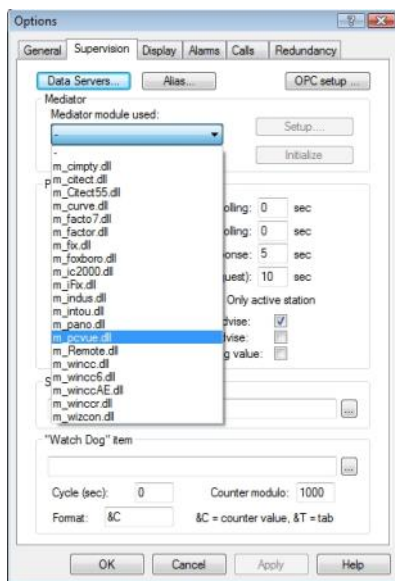 Options
General Supervision Display Alarms Calls Redundancy
Data Servers... Alias... OPC setup ...
Mediator
Mediator module used:
- Setup....
Initialize
-
m_cimpty.dll
m_citect.dll
m_Citect55.dll
m_curve.dll
m_facto7.dll
olling: 0 sec
m_factor.dll
m_fix.dll
olling: 0 sec
m_foxboro.dll
onse: 5 sec
m_ic2000.dll
m_iFix.dll
uest): 10 sec
m_indus.dll
Only active station
m_intou.dll
m_pano.dll
dvise:
m_pcvue.dll
dvise:
m_Remote.dll
g value:
m_wincc.dll
m_wincc6.dll
S
m_winccAE.dll
...
m_winccr.dll
m_wizcon.dll
"Watch Dog" item
...
Cycle (sec): 0 Counter modulo: 1000
Format: &C &C = counter value, &T = tab
OK Cancel Apply Help